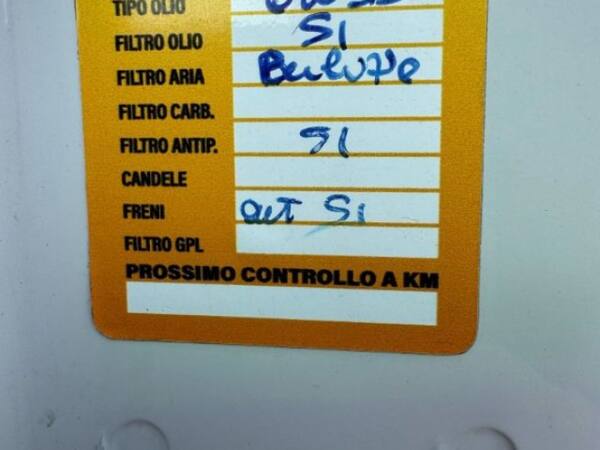 TIPO OLIO
FILTRO OLIO SI
FILTRO ARIA
FILTRO CARB.
FILTRO ANTIP. SI
CANDELE
FRENI ant SI
FILTRO GPL
PROSSIMO CONTROLLO A KM